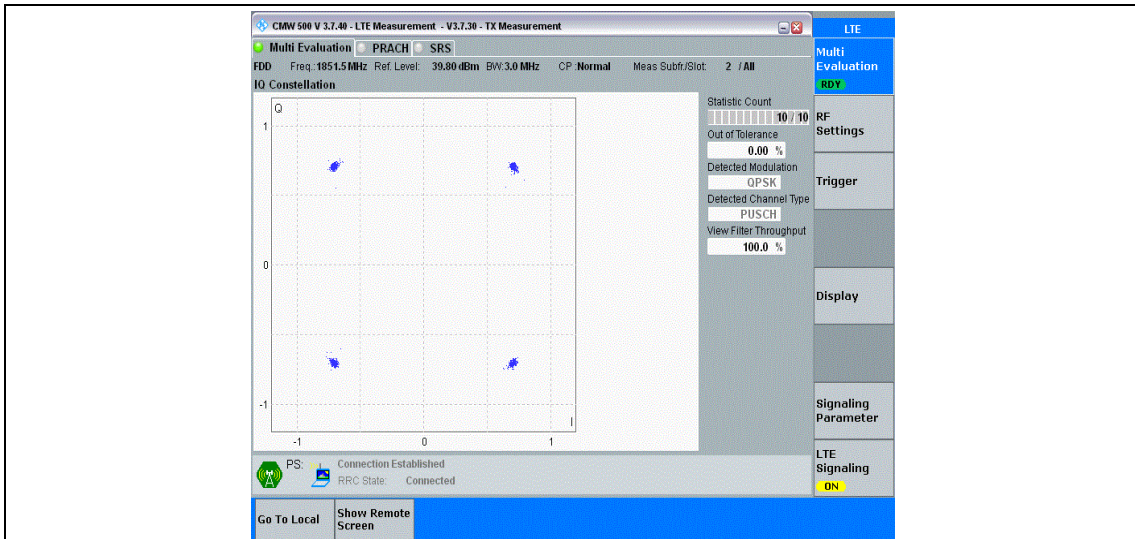 CMW 500 V 3.7.40 - LTE Measurement - V3.7.30 - TX Measurement
LTE
Multi Evaluation PRACH SRS
FDD Freq.:1851.5 MHz Ref. Level: 39.80 dBm BW:3.0 MHz CP :Normal Meas Subfr./Slot: 2 / All
IQ Constellation
Q
1
0
-1
-1 0 1
I
Statistic Count
10 / 10
Out of Tolerance
0.00 %
Detected Modulation
QPSK
Detected Channel Type
PUSCH
View Filter Throughput
100.0 %
Multi
Evaluation
RDY
RF
Settings
Trigger
Display
Signaling
Parameter
LTE
Signaling
ON
PS: Connection Established
RRC State: Connected
Go To Local
Show Remote
Screen